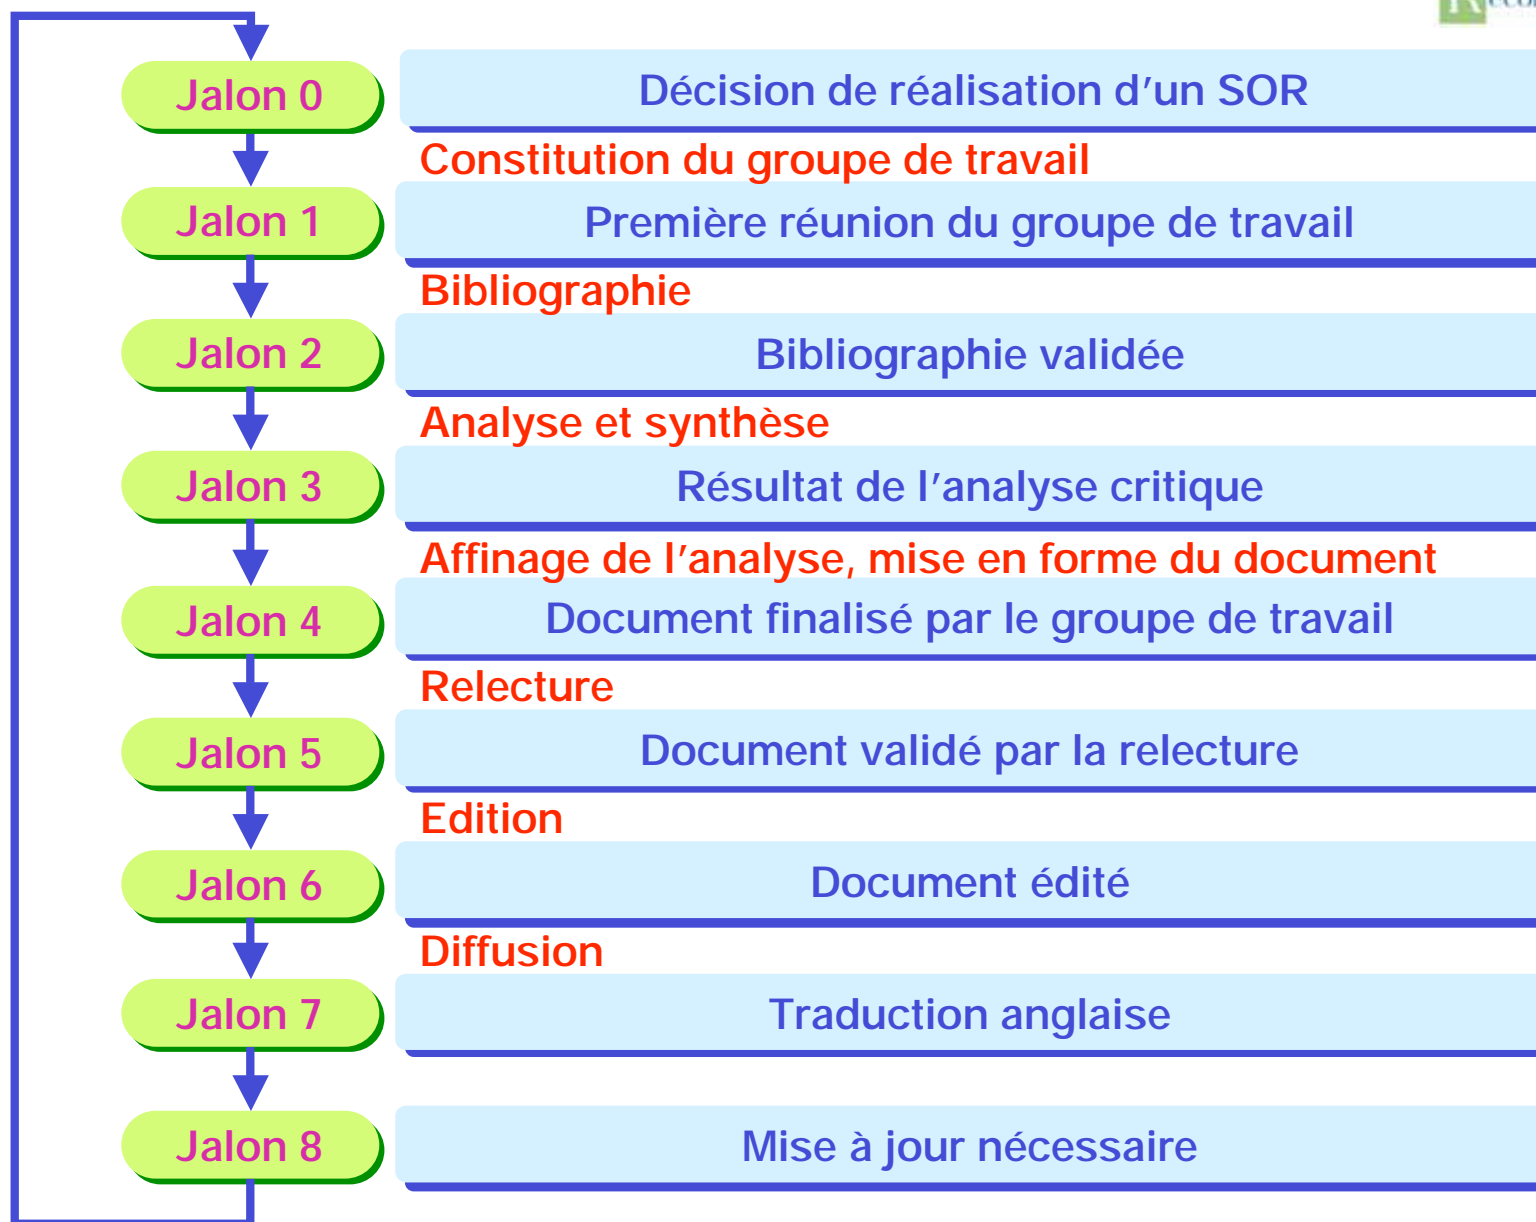 Jalon 0
Décision de réalisation d’un SOR
Constitution du groupe de travail
Jalon 1
Première réunion du groupe de travail
Bibliographie
Jalon 2
Bibliographie validée
Analyse et synthèse
Jalon 3
Résultat de l’analyse critique
Affinage de l’analyse, mise en forme du document
Jalon 4
Document finalisé par le groupe de travail
Relecture
Jalon 5
Document validé par la relecture
Edition
Jalon 6
Document édité
Diffusion
Jalon 7
Traduction anglaise
Jalon 8
Mise à jour nécessaire